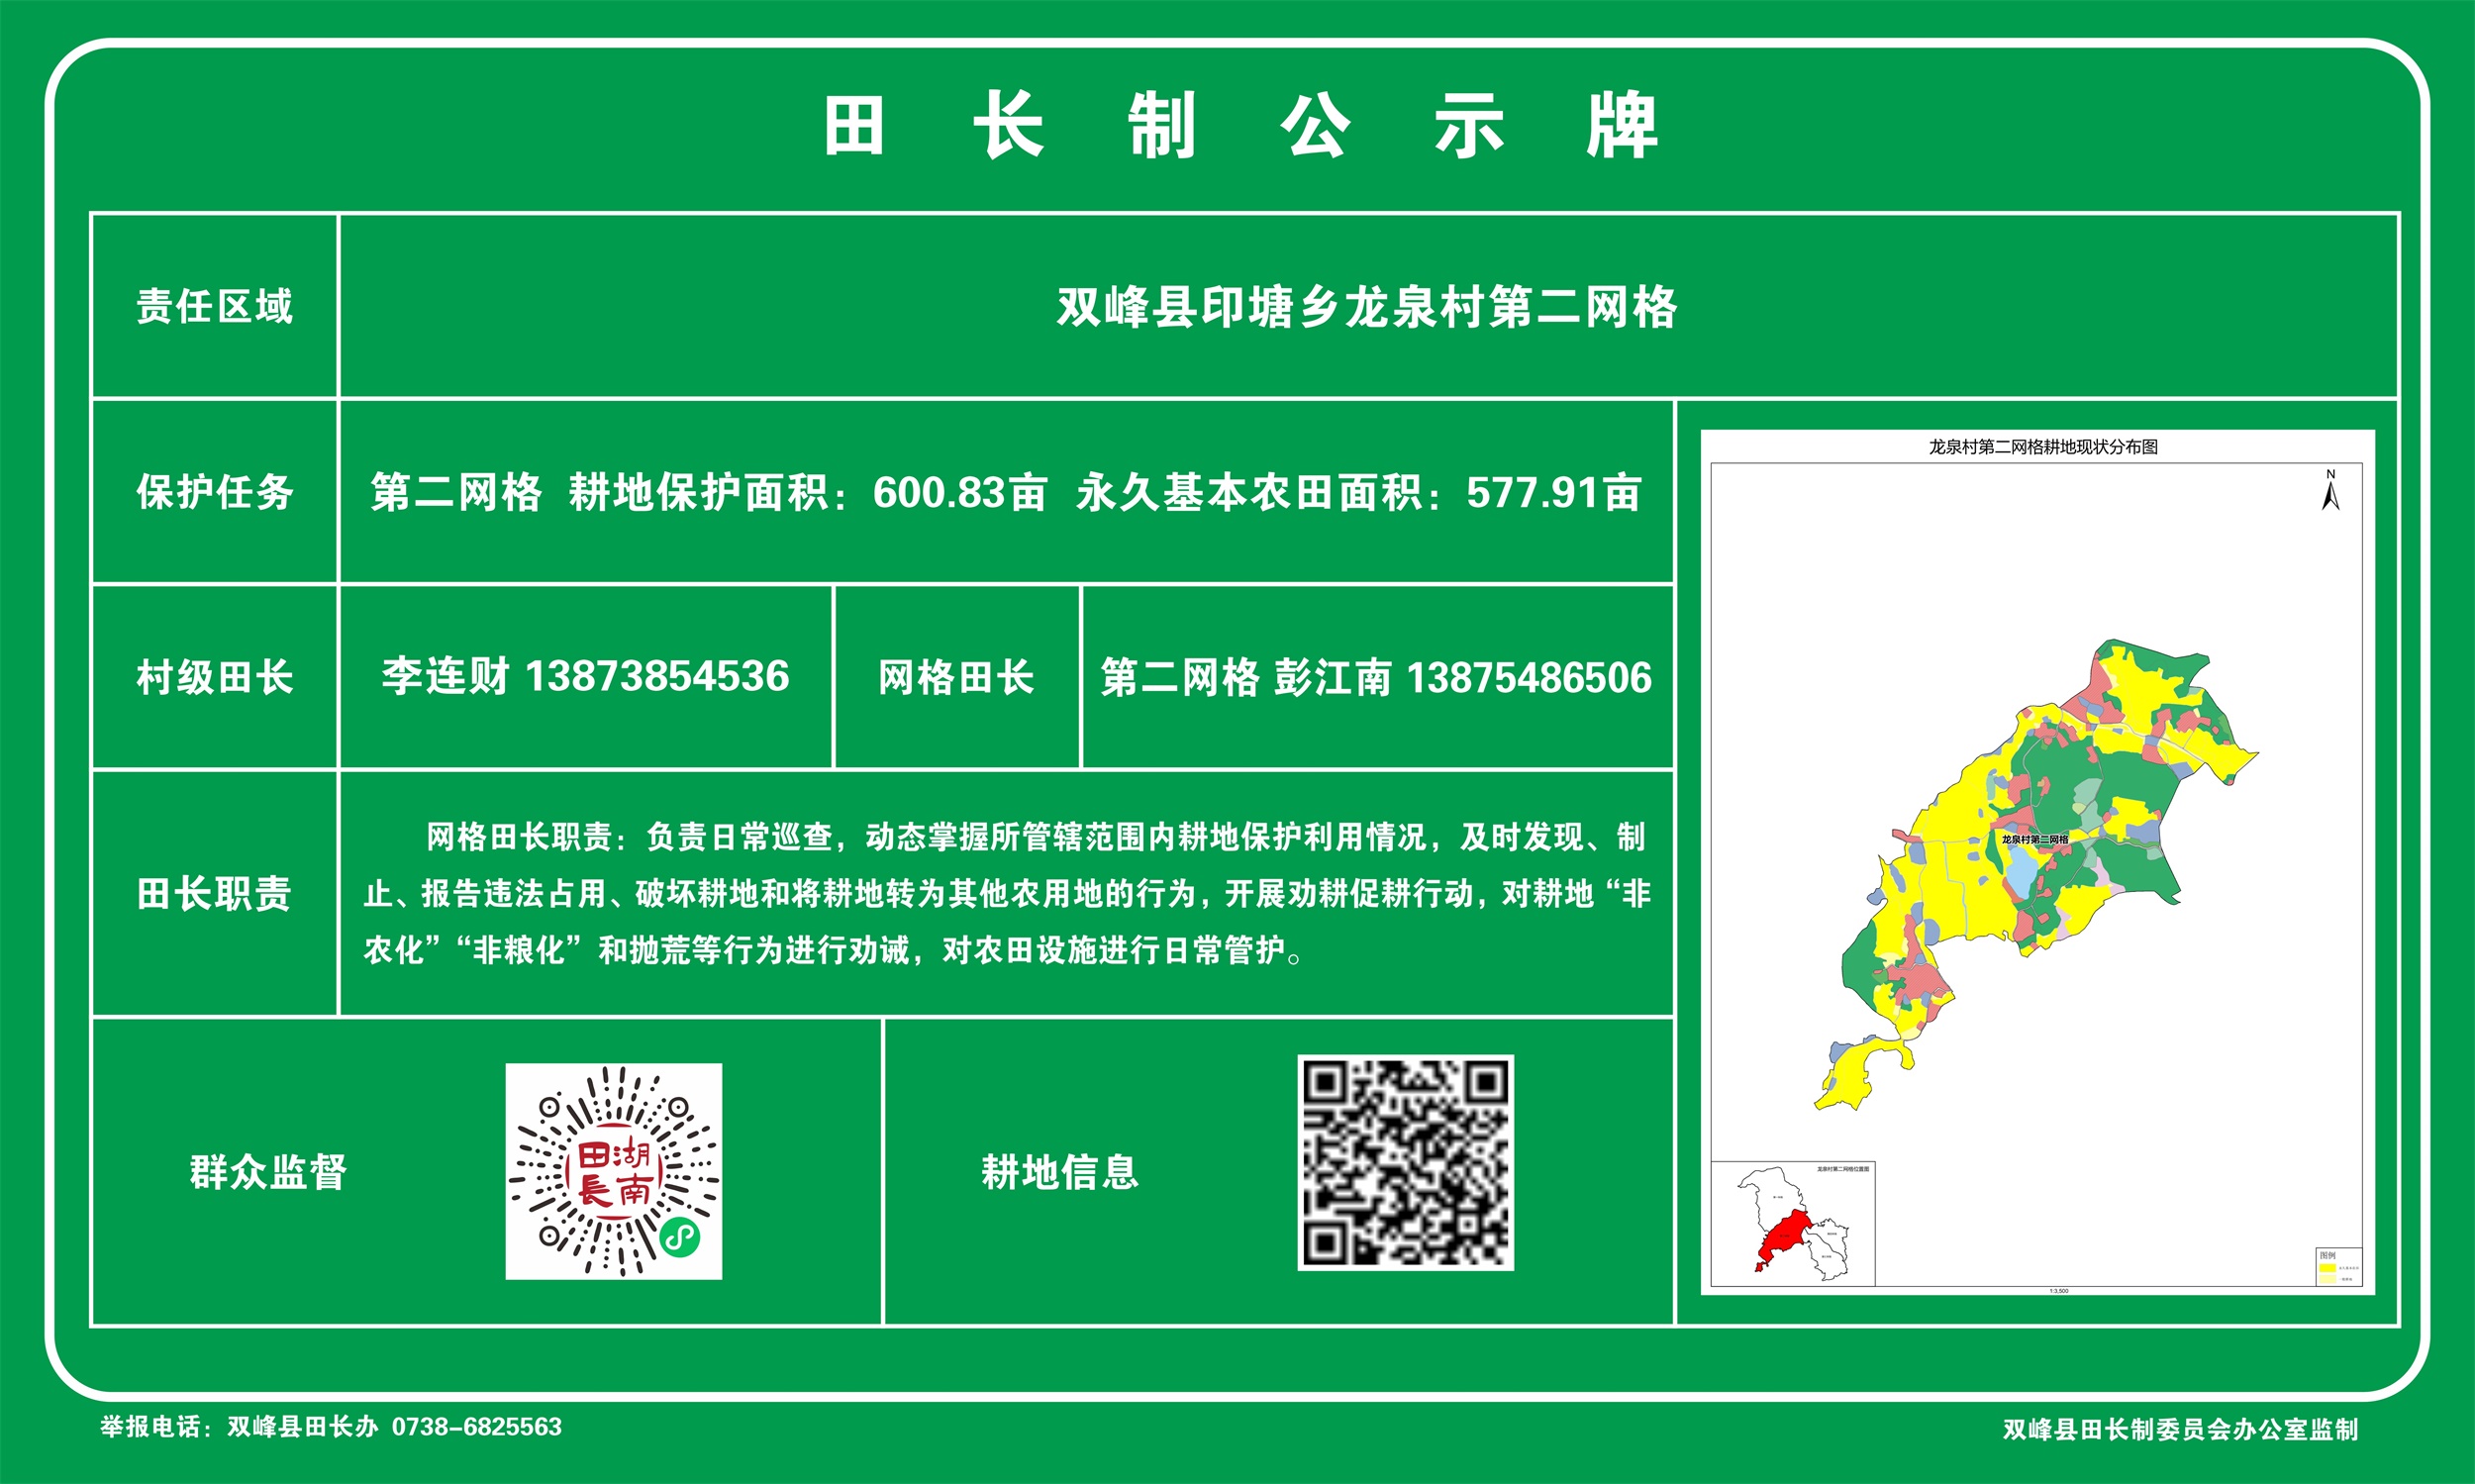 田长制公示牌
责任区域
双峰县印塘乡龙泉村第二网格
保护任务
第二网格 耕地保护面积：600.83亩 永久基本农田面积：577.91亩
村级田长
李连财 13873854536
网格田长
第二网格 彭江南 13875486506
田长职责
网格田长职责：负责日常巡查，动态掌握所管辖范围内耕地保护利用情况，及时发现、制
止、报告违法占用、破坏耕地和将耕地转为其他农用地的行为，开展劝耕促耕行动，对耕地“非
农化”“非粮化”和抛荒等行为进行劝诫，对农田设施进行日常管护。
群众监督
湖南
田長
耕地信息
龙泉村第二网格耕地现状分布图
N
龙泉村第二网格
龙泉村第二网格位置图
图例
1:3,500
举报电话：双峰县田长办 0738-6825563
双峰县田长制委员会办公室监制